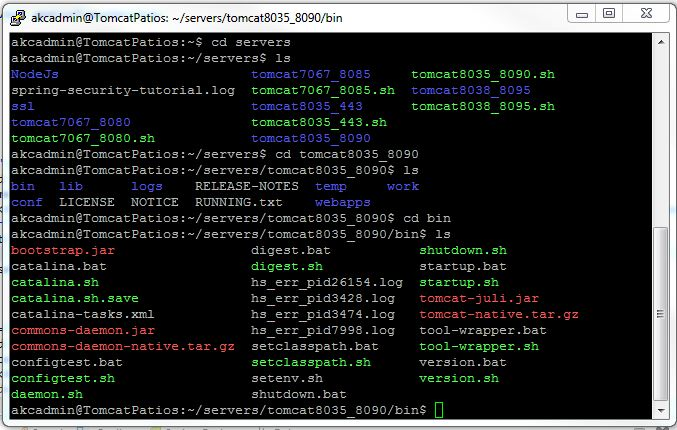 akcadmin@TomcatPatios: ~/servers/tomcat8035_8090/bin
akcadmin@TomcatPatios:~$ cd servers
akcadmin@TomcatPatios:~/servers$ ls
NodeJs tomcat7067_8085 tomcat8035_8090.sh
spring-security-tutorial.log tomcat7067_8085.sh tomcat8038_8095
ssl tomcat8035_443 tomcat8038_8095.sh
tomcat7067_8080 tomcat8035_443.sh
tomcat7067_8080.sh tomcat8035_8090
akcadmin@TomcatPatios:~/servers$ cd tomcat8035_8090
akcadmin@TomcatPatios:~/servers/tomcat8035_8090$ ls
bin lib logs RELEASE-NOTES temp work
conf LICENSE NOTICE RUNNING.txt webapps
akcadmin@TomcatPatios:~/servers/tomcat8035_8090$ cd bin
akcadmin@TomcatPatios:~/servers/tomcat8035_8090/bin$ ls
bootstrap.jar digest.bat shutdown.sh
catalina.bat digest.sh startup.bat
catalina.sh hs_err_pid26154.log startup.sh
catalina.sh.save hs_err_pid3428.log tomcat-juli.jar
catalina-tasks.xml hs_err_pid3474.log tomcat-native.tar.gz
commons-daemon.jar hs_err_pid7998.log tool-wrapper.bat
commons-daemon-native.tar.gz setclasspath.bat tool-wrapper.sh
configtest.bat setclasspath.sh version.bat
configtest.sh setenv.sh version.sh
daemon.sh shutdown.bat
akcadmin@TomcatPatios:~/servers/tomcat8035_8090/bin$